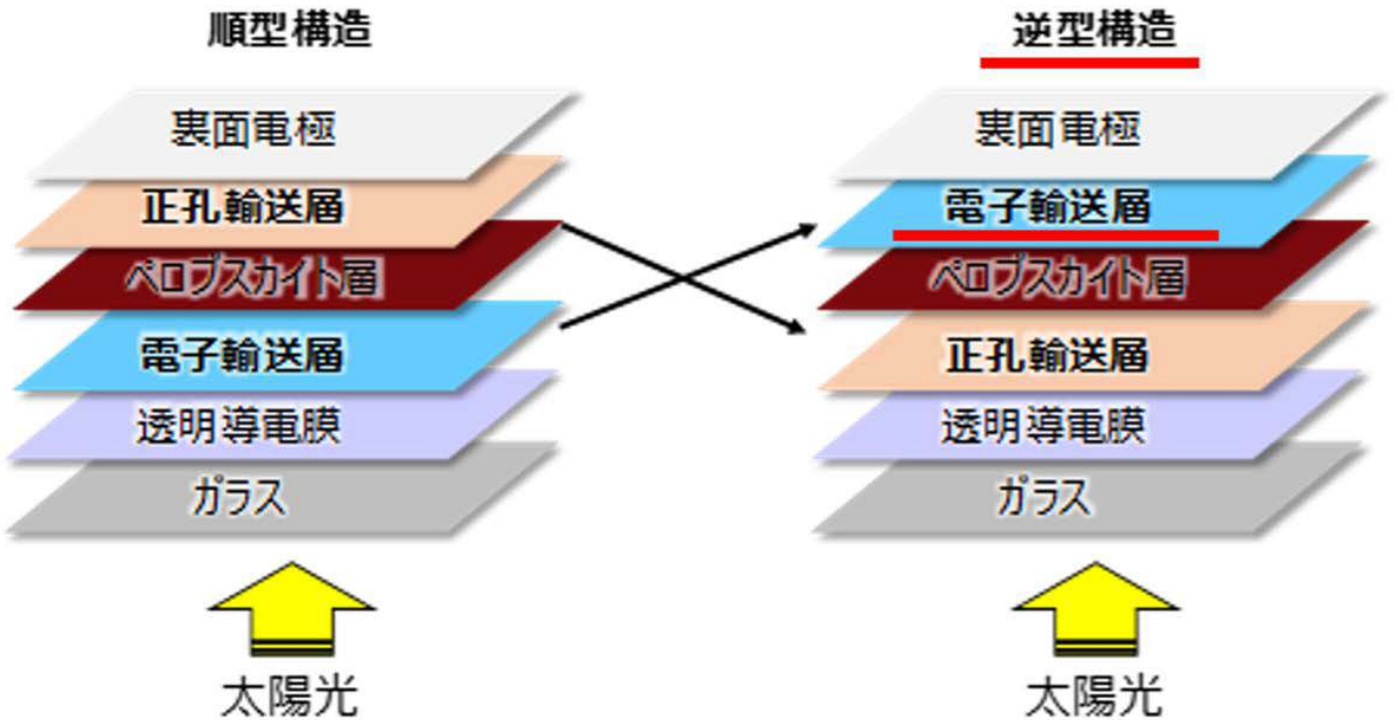 順型構造
裏面電極
正孔輸送層
ペロブスカイト層
電子輸送層
透明導電膜
ガラス
太陽光
逆型構造
裏面電極
電子輸送層
ペロブスカイト層
正孔輸送層
透明導電膜
ガラス
太陽光